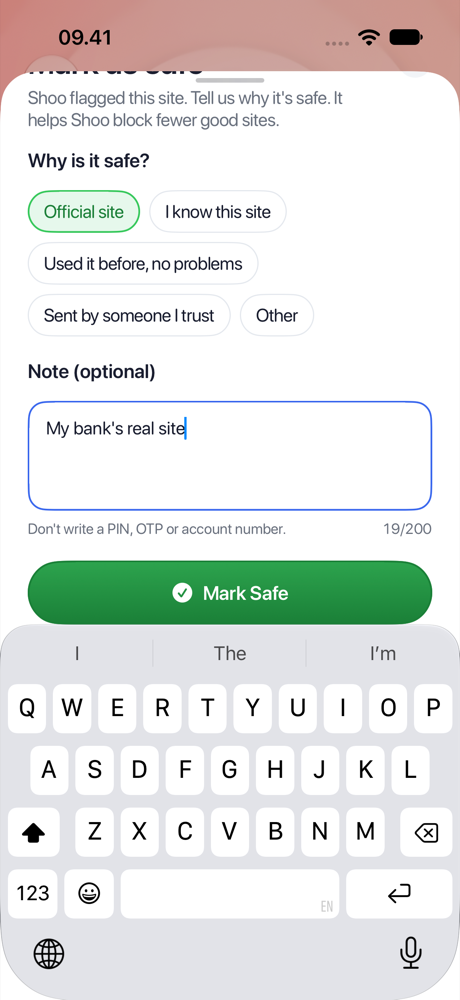 09.41
Mark as safe
Shoo flagged this site. Tell us why it's safe. It
helps Shoo block fewer good sites.
Why is it safe?
Official site
I know this site
Used it before, no problems
Sent by someone I trust
Other
Note (optional)
My bank's real site
Don't write a PIN, OTP or account number.
19/200
Mark Safe
I
The
I'm
Q W E R T Y U I O P
A S D F G H J K L
Z X C V B N M
123
EN